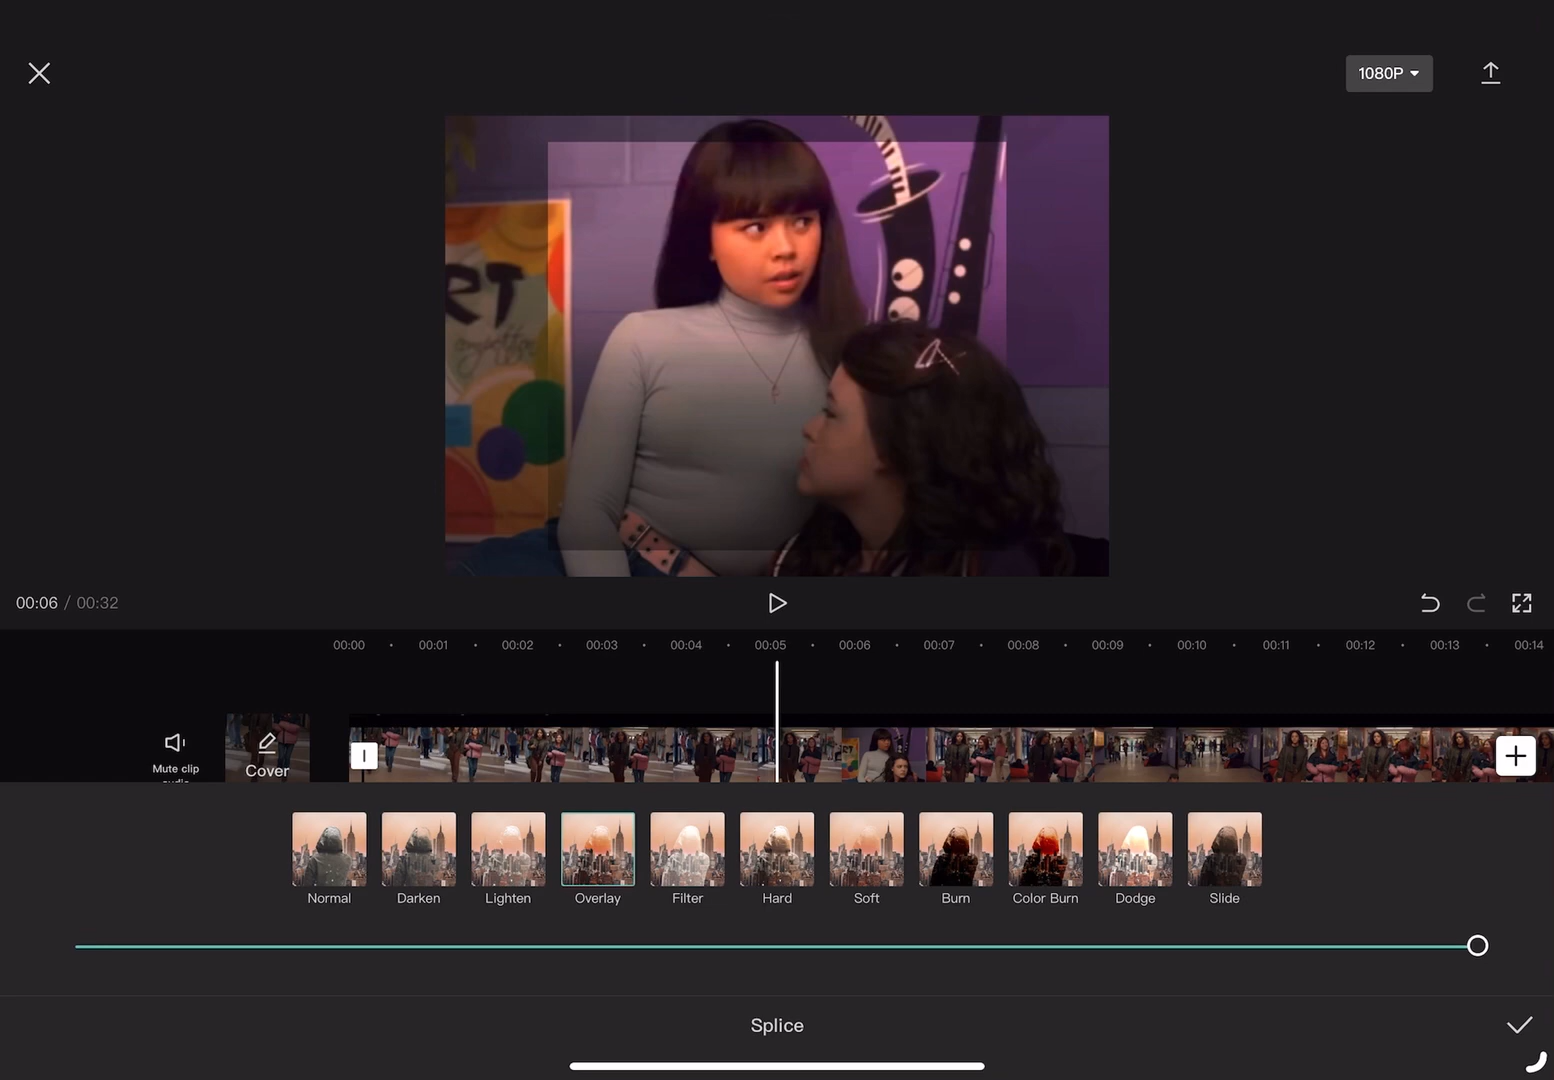 1080P
RT
00:06 / 00:32
00:00 00:01 00:02 00:03 00:04 00:05 00:06 00:07 00:08 00:09 00:10 00:11 00:12 00:13 00:14
Mute clip
audio
Cover
Normal Darken Lighten Overlay Filter Hard Soft Burn Color Burn Dodge Slide
Splice